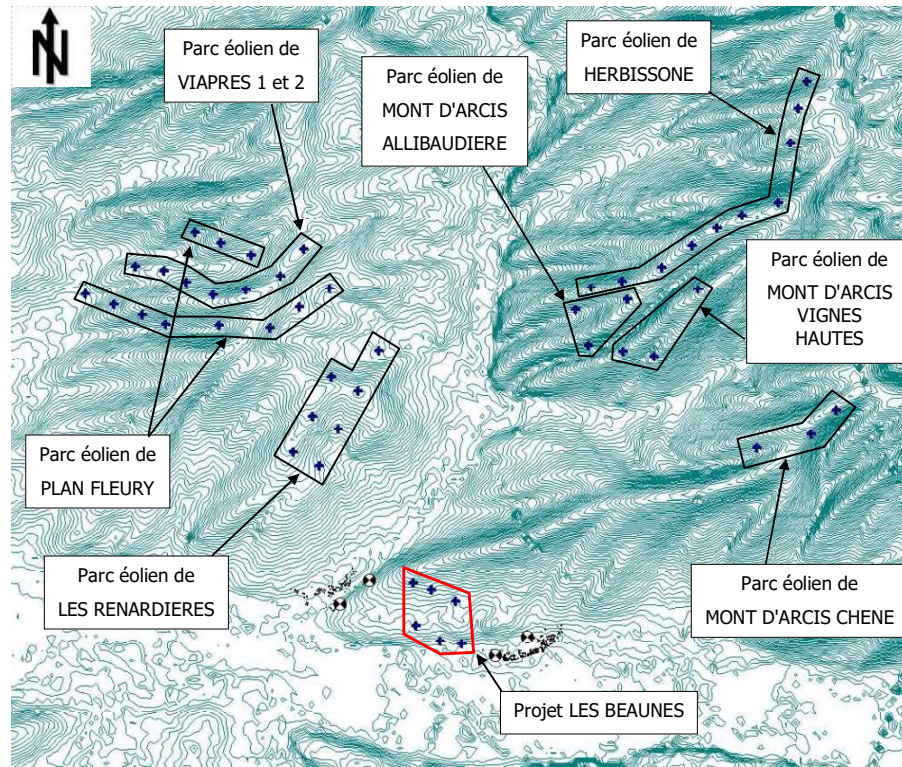 N
Parc éolien de
VIAPRES 1 et 2
Parc éolien de
MONT D'ARCIS
ALLIBAUDIERE
Parc éolien de
HERBISSONE
Parc éolien de
MONT D'ARCIS
VIGNES
HAUTES
Parc éolien de
PLAN FLEURY
Parc éolien de
LES RENARDIERES
Parc éolien de
MONT D'ARCIS CHENE
Projet LES BEAUNES